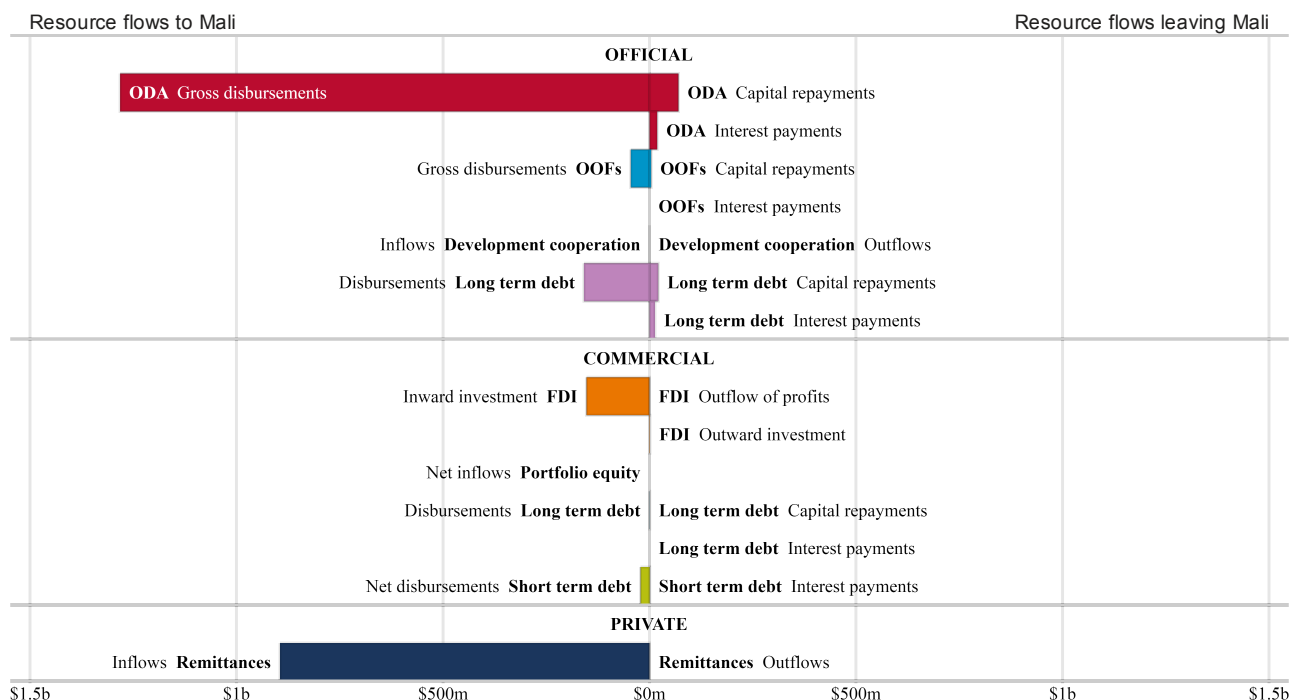 Resource flows to Mali Resource flows leaving Mali
OFFICIAL
ODA Gross disbursements ODA Capital repayments
ODA Interest payments
Gross disbursements OOFs OOFs Capital repayments
OOFs Interest payments
Inflows Development cooperation Development cooperation Outflows
Disbursements Long term debt Long term debt Capital repayments
Long term debt Interest payments
COMMERCIAL
Inward investment FDI FDI Outflow of profits
FDI Outward investment
Net inflows Portfolio equity
Disbursements Long term debt Long term debt Capital repayments
Long term debt Interest payments
Net disbursements Short term debt Short term debt Interest payments
PRIVATE
Inflows Remittances Remittances Outflows
$1.5b $1b $500m $0m $500m $1b $1.5b